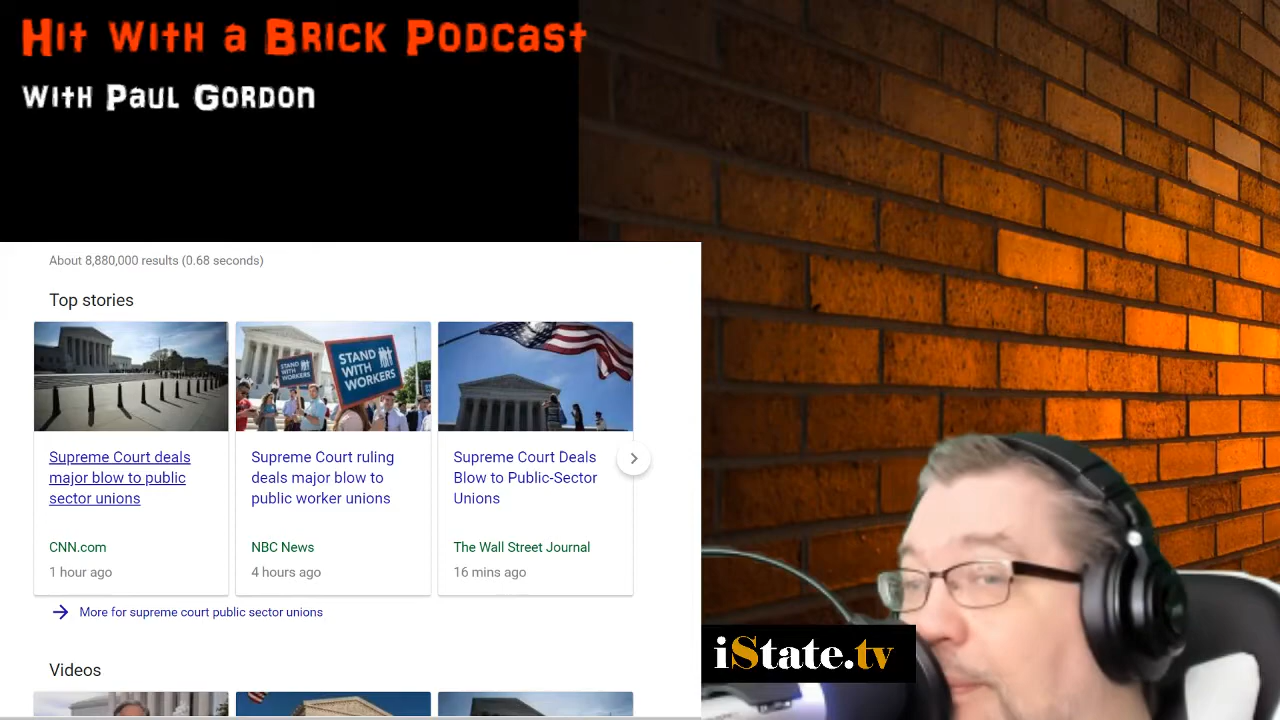 Hit with a Brick Podcast
with Paul Gordon
About 8,880,000 results (0.68 seconds)
Top stories
STAND WITH WORKERS
STAND
WITH
WORKERS
Supreme Court deals
major blow to public
sector unions
CNN.com
1 hour ago
Supreme Court ruling
deals major blow to
public worker unions
NBC News
4 hours ago
Supreme Court Deals
Blow to Public-Sector
Unions
The Wall Street Journal
16 mins ago
More for supreme court public sector unions
Videos
iState.tv